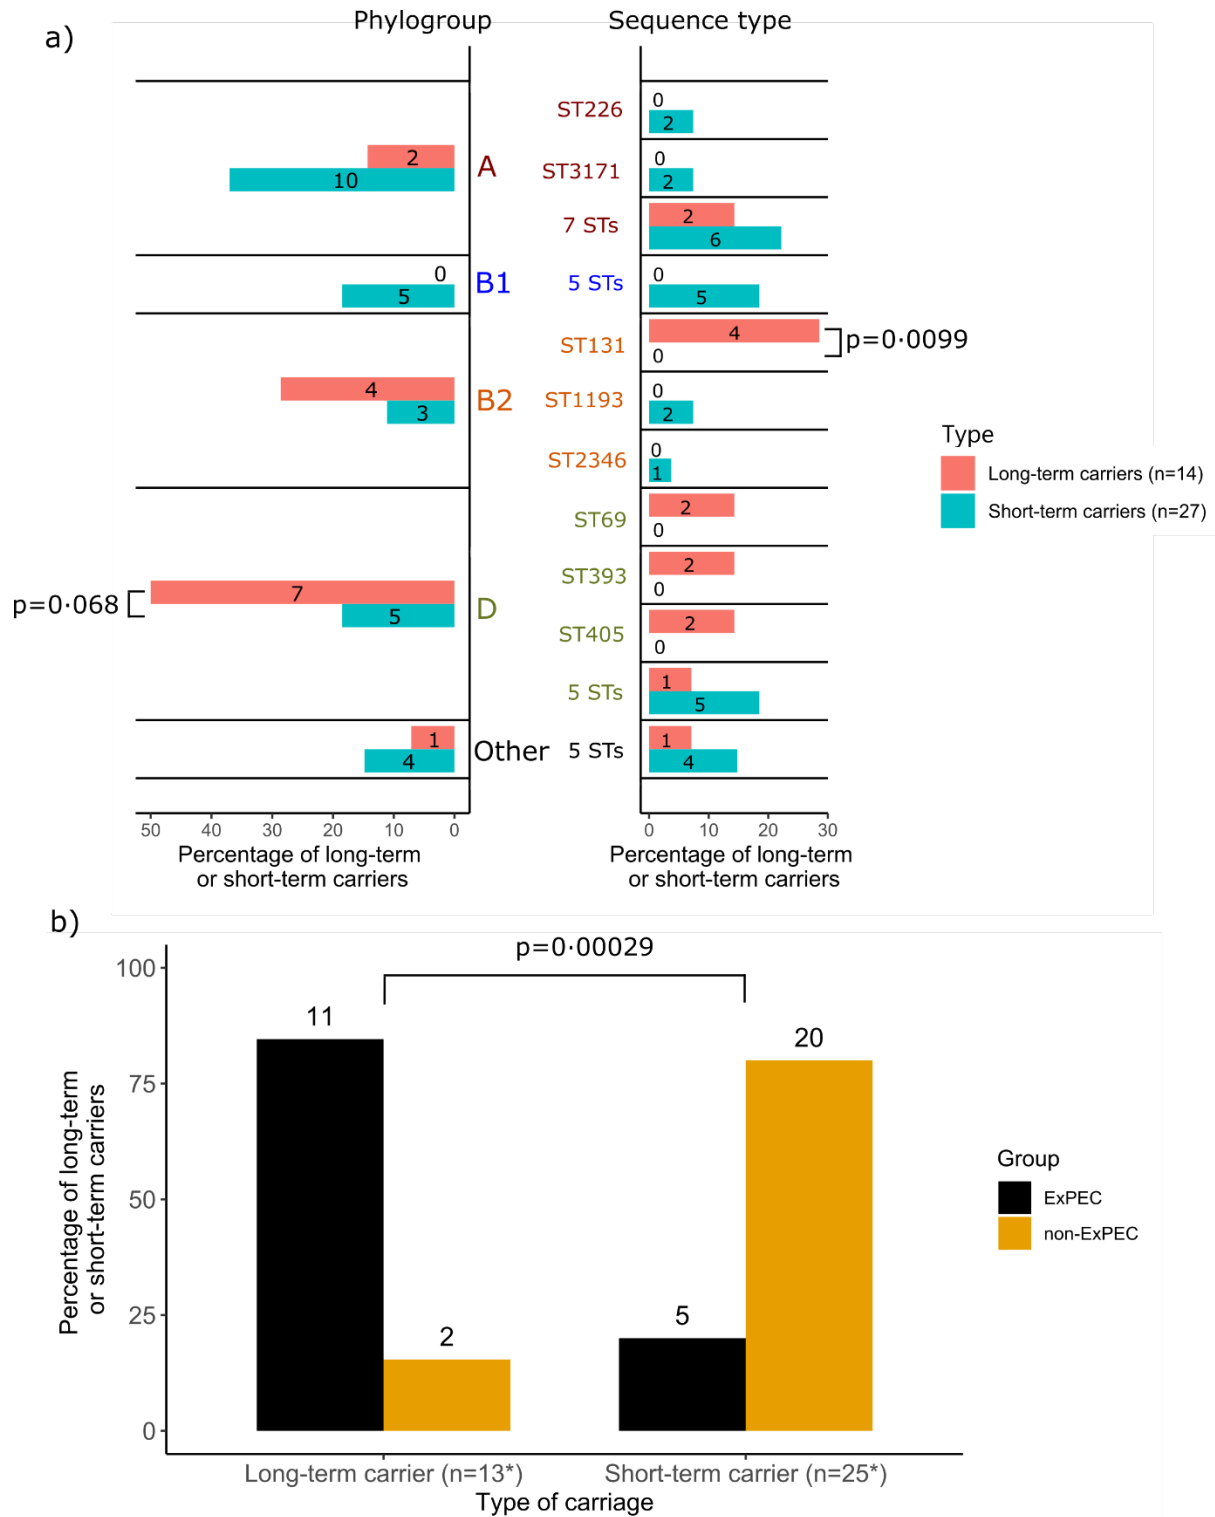 a)
Phylogroup
Sequence type
ST226
0
2
ST3171
0
2
2
A
10
7 STs
2
6
0
B1
5
5 STs
0
5
ST131
4
0
p=0·0099
4
B2
3
ST1193
0
2
ST2346
0
1
Type
Long-term carriers (n=14)
Short-term carriers (n=27)
ST69
2
0
ST393
2
0
p=0·068
7
D
5
ST405
2
0
5 STs
1
5
1
Other
4
5 STs
1
4
50 40 30 20 10 0
0 10 20 30
Percentage of long-term
or short-term carriers
Percentage of long-term
or short-term carriers
b)
p=0·00029
100
75
50
25
0
Percentage of long-term
or short-term carriers
11
2
5
20
Group
ExPEC
non-ExPEC
Long-term carrier (n=13*)
Short-term carrier (n=25*)
Type of carriage